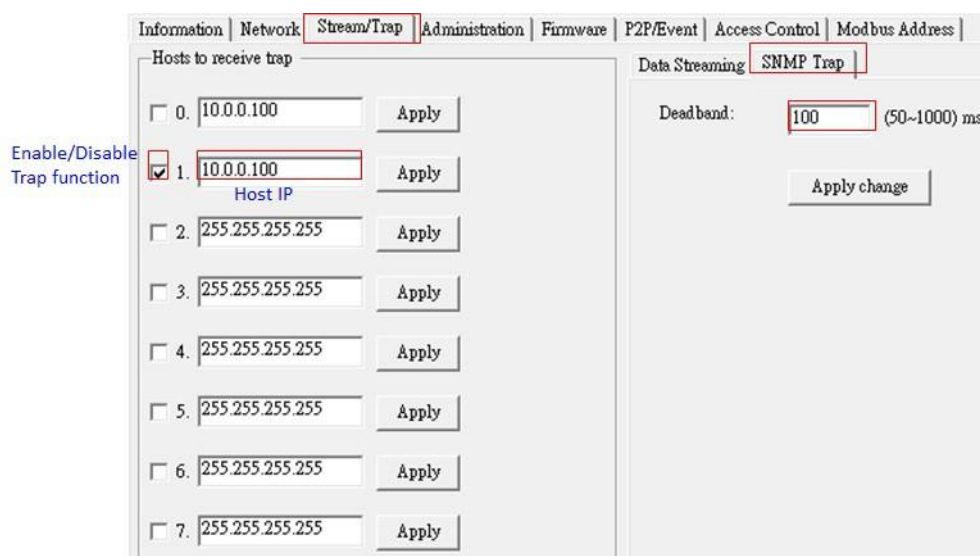 Information Network Stream/Trap Administration Firmware P2P/Event Access Control Modbus Address
Hosts to receive trap
Data Streaming SNMP Trap
0. 10.0.0.100 Apply
Deadband: 100 (50~1000) ms
Enable/Disable
Trap function
1. 10.0.0.100 Apply
Host IP
Apply change
2. 255.255.255.255 Apply
3. 255.255.255.255 Apply
4. 255.255.255.255 Apply
5. 255.255.255.255 Apply
6. 255.255.255.255 Apply
7. 255.255.255.255 Apply